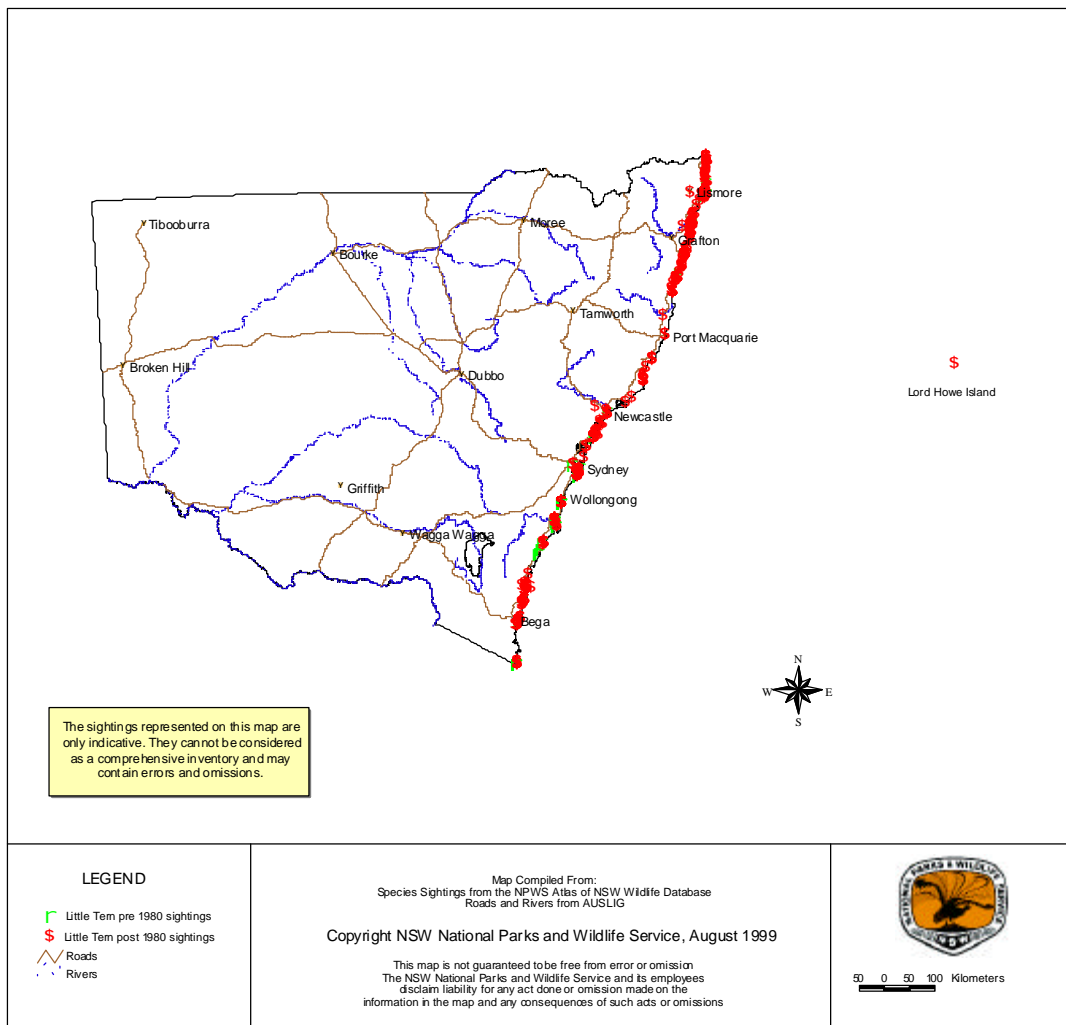 Lismore
Tibooburra
Moree
Grafton
Bourke
Tamworth
Port Macquarie
Broken Hill
Dubbo
Lord Howe Island
Newcastle
Sydney
Griffith
Wollongong
Wagga Wagga
Bega
N
W E
S
The sightings represented on this map are
only indicative. They cannot be considered
as a comprehensive inventory and may
contain errors and omissions.
LEGEND
Little Tern pre 1980 sightings
$ Little Tern post 1980 sightings
Roads
Rivers
Map Compiled From:
Species Sightings from the NPWS Atlas of NSW Wildlife Database
Roads and Rivers from AUSLIG
Copyright NSW National Parks and Wildlife Service, August 1999
This map is not guaranteed to be free from error or omission
The NSW National Parks and Wildlife Service and its employees
disclaim liability for any act done or omission made on the
information in the map and any consequences of such acts or omissions
NATIONAL PARKS & WILDLIFE SERVICE
NSW
50 0 50 100 Kilometers